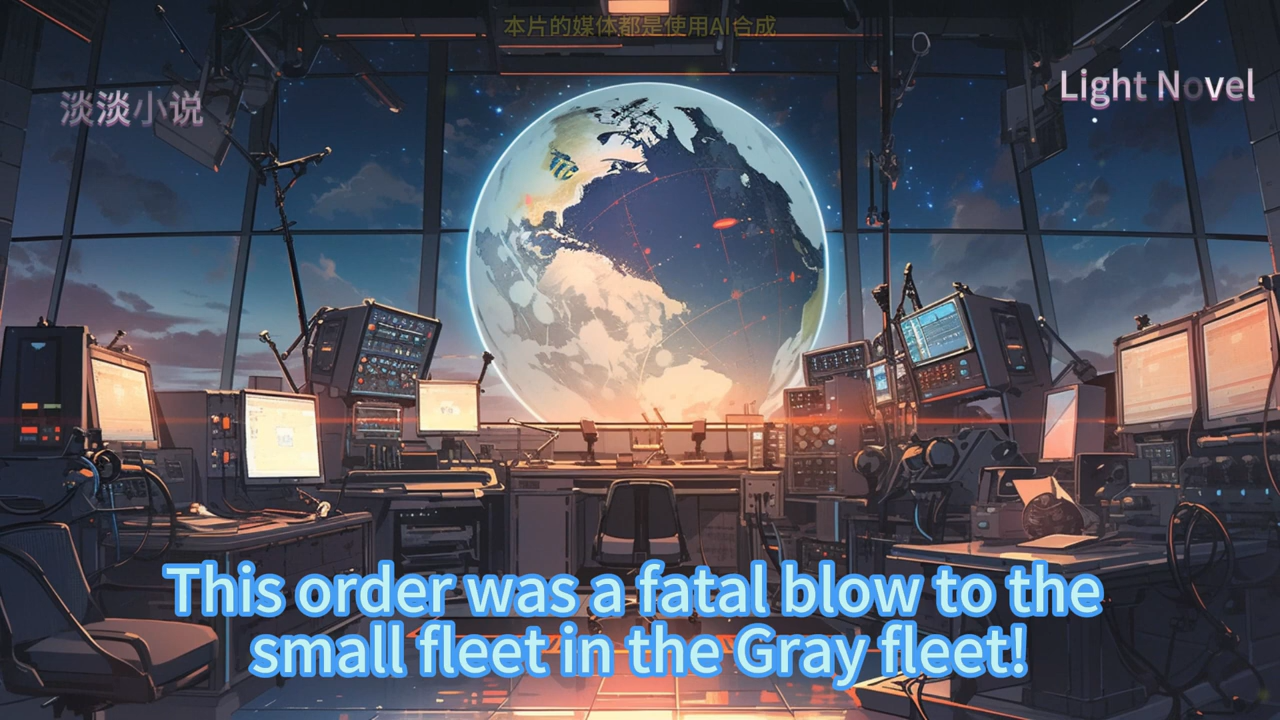 本片的媒体都是使用AI合成
Light Novel
淡淡小说
This order was a fatal blow to the
small fleet in the Gray fleet!